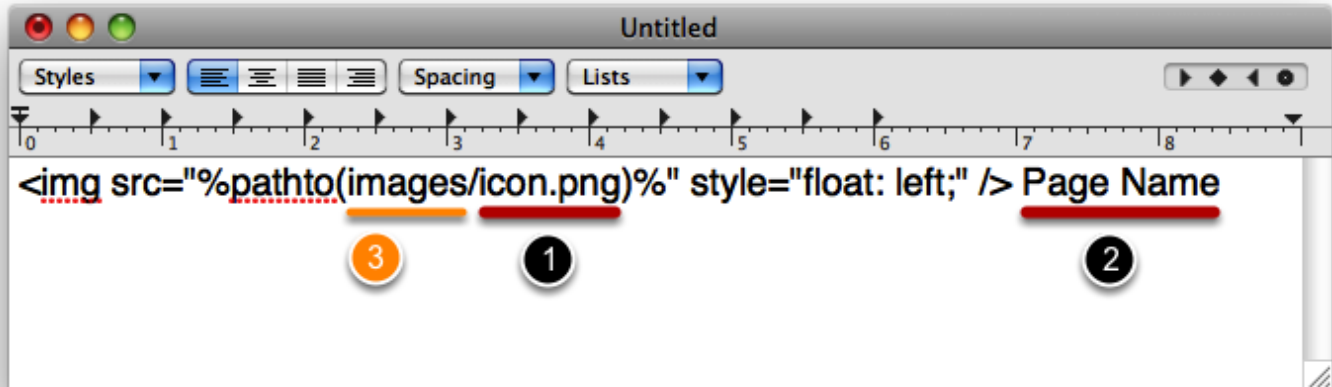 Untitled
Styles Spacing Lists
0 1 2 3 4 5 6 7 8
<img src="%pathto(images/icon.png)%" style="float: left;" /> Page Name
3 1 2